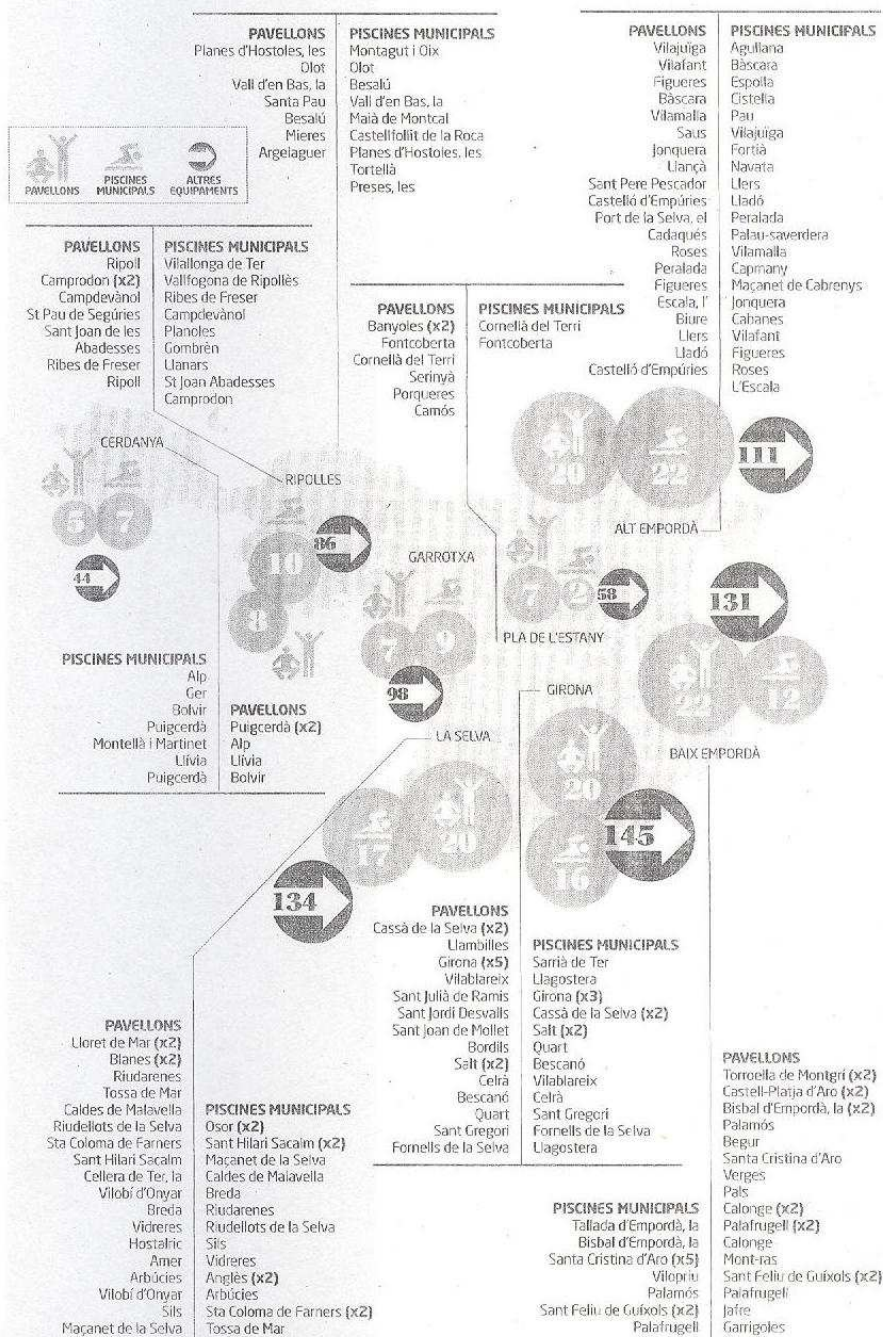 PAVELLONS
Planes d'Hostoles, les
Olot
Vall d'en Bas, la
Santa Pau
Besalú
Mieres
Argelaguer
PISCINES MUNICIPALS
Montagut i Oix
Olot
Besalú
Vall d'en Bas, la
Maià de Montcal
Castellfollit de la Roca
Planes d'Hostoles, les
Tortellà
Preses, les
PAVELLONS
Vilajuïga
Vilafant
Figueres
Bàscara
Vilamalla
Saus
Jonquera
Llançà
Sant Pere Pescador
Castelló d'Empúries
Port de la Selva, el
Cadaqués
Roses
Peralada
Figueres
Escala, l'
Biure
Llers
Lladó
Castelló d'Empúries
PISCINES MUNICIPALS
Agullana
Bàscara
Espolla
Cistella
Pau
Vilajuïga
Fortià
Navata
Llers
Lladó
Peralada
Palau-saverdera
Vilamalla
Capmany
Maçanet de Cabrenys
Jonquera
Cabanes
Vilafant
Figueres
Roses
L'Escala
PAVELLONS
PISCINES MUNICIPALS
ALTRES EQUIPAMENTS
PAVELLONS
Ripoll
Camprodon (x2)
Campdevànol
St Pau de Segúries
Sant Joan de les
Abadesses
Ribes de Freser
Ripoll
PISCINES MUNICIPALS
Vilallonga de Ter
Vallfogona de Ripollès
Ribes de Freser
Campdevànol
Planoles
Gombrèn
Llanars
St Joan Abadesses
Camprodon
PAVELLONS
Banyoles (x2)
Fontcoberta
Cornellà del Terri
Serinyà
Porqueres
Camós
PISCINES MUNICIPALS
Cornellà del Terri
Fontcoberta
CERDANYA
5
7
44
RIPOLLES
10
8
86
GARROTXA
7
9
98
PLA DE L'ESTANY
7
2
58
ALT EMPORDÀ
20
22
111
131
22
12
BAIX EMPORDÀ
GIRONA
20
16
145
LA SELVA
17
20
134
PISCINES MUNICIPALS
Alp
Ger
Bolvir
Puigcerdà
Montellà i Martinet
Llívia
Puigcerdà
PAVELLONS
Puigcerdà (x2)
Alp
Llívia
Bolvir
PAVELLONS
Cassà de la Selva (x2)
Llambilles
Girona (x5)
Vilablareix
Sant Julià de Ramis
Sant Jordi Desvalls
Sant Joan de Mollet
Bordils
Salt (x2)
Celrà
Bescanó
Quart
Sant Gregori
Fornells de la Selva
PISCINES MUNICIPALS
Sarrià de Ter
Llagostera
Girona (x3)
Cassà de la Selva (x2)
Salt (x2)
Quart
Bescanó
Vilablareix
Celrà
Sant Gregori
Fornells de la Selva
Llagostera
PAVELLONS
Lloret de Mar (x2)
Blanes (x2)
Riudarenes
Tossa de Mar
Caldes de Malavella
Riudellots de la Selva
Sta Coloma de Farners
Sant Hilari Sacalm
Cellera de Ter, la
Vilobí d'Onyar
Breda
Vidreres
Hostalric
Amer
Arbúcies
Vilobí d'Onyar
Sils
Maçanet de la Selva
PISCINES MUNICIPALS
Osor (x2)
Sant Hilari Sacalm (x2)
Maçanet de la Selva
Caldes de Malavella
Breda
Riudarenes
Riudellots de la Selva
Sils
Vidreres
Anglès (x2)
Arbúcies
Sta Coloma de Farners (x2)
Tossa de Mar
PISCINES MUNICIPALS
Tallada d'Empordà, la
Bisbal d'Empordà, la
Santa Cristina d'Aro (x5)
Vilopriu
Palamós
Sant Feliu de Guíxols (x2)
Palafrugell
PAVELLONS
Torroella de Montgrí (x2)
Castell-Platja d'Aro (x2)
Bisbal d'Empordà, la (x2)
Palamós
Begur
Santa Cristina d'Aro
Verges
Pals
Calonge (x2)
Palafrugell (x2)
Calonge
Mont-ras
Sant Feliu de Guíxols (x2)
Palafrugell
Jafre
Garrigoles